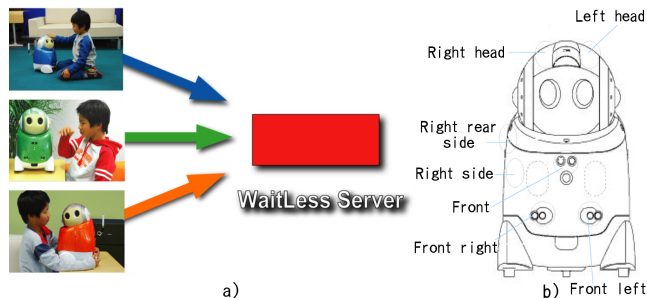 Left head
Right head
Right rear
side
Right side
Front
Front right
Front left
WaitLess Server
a)
b)